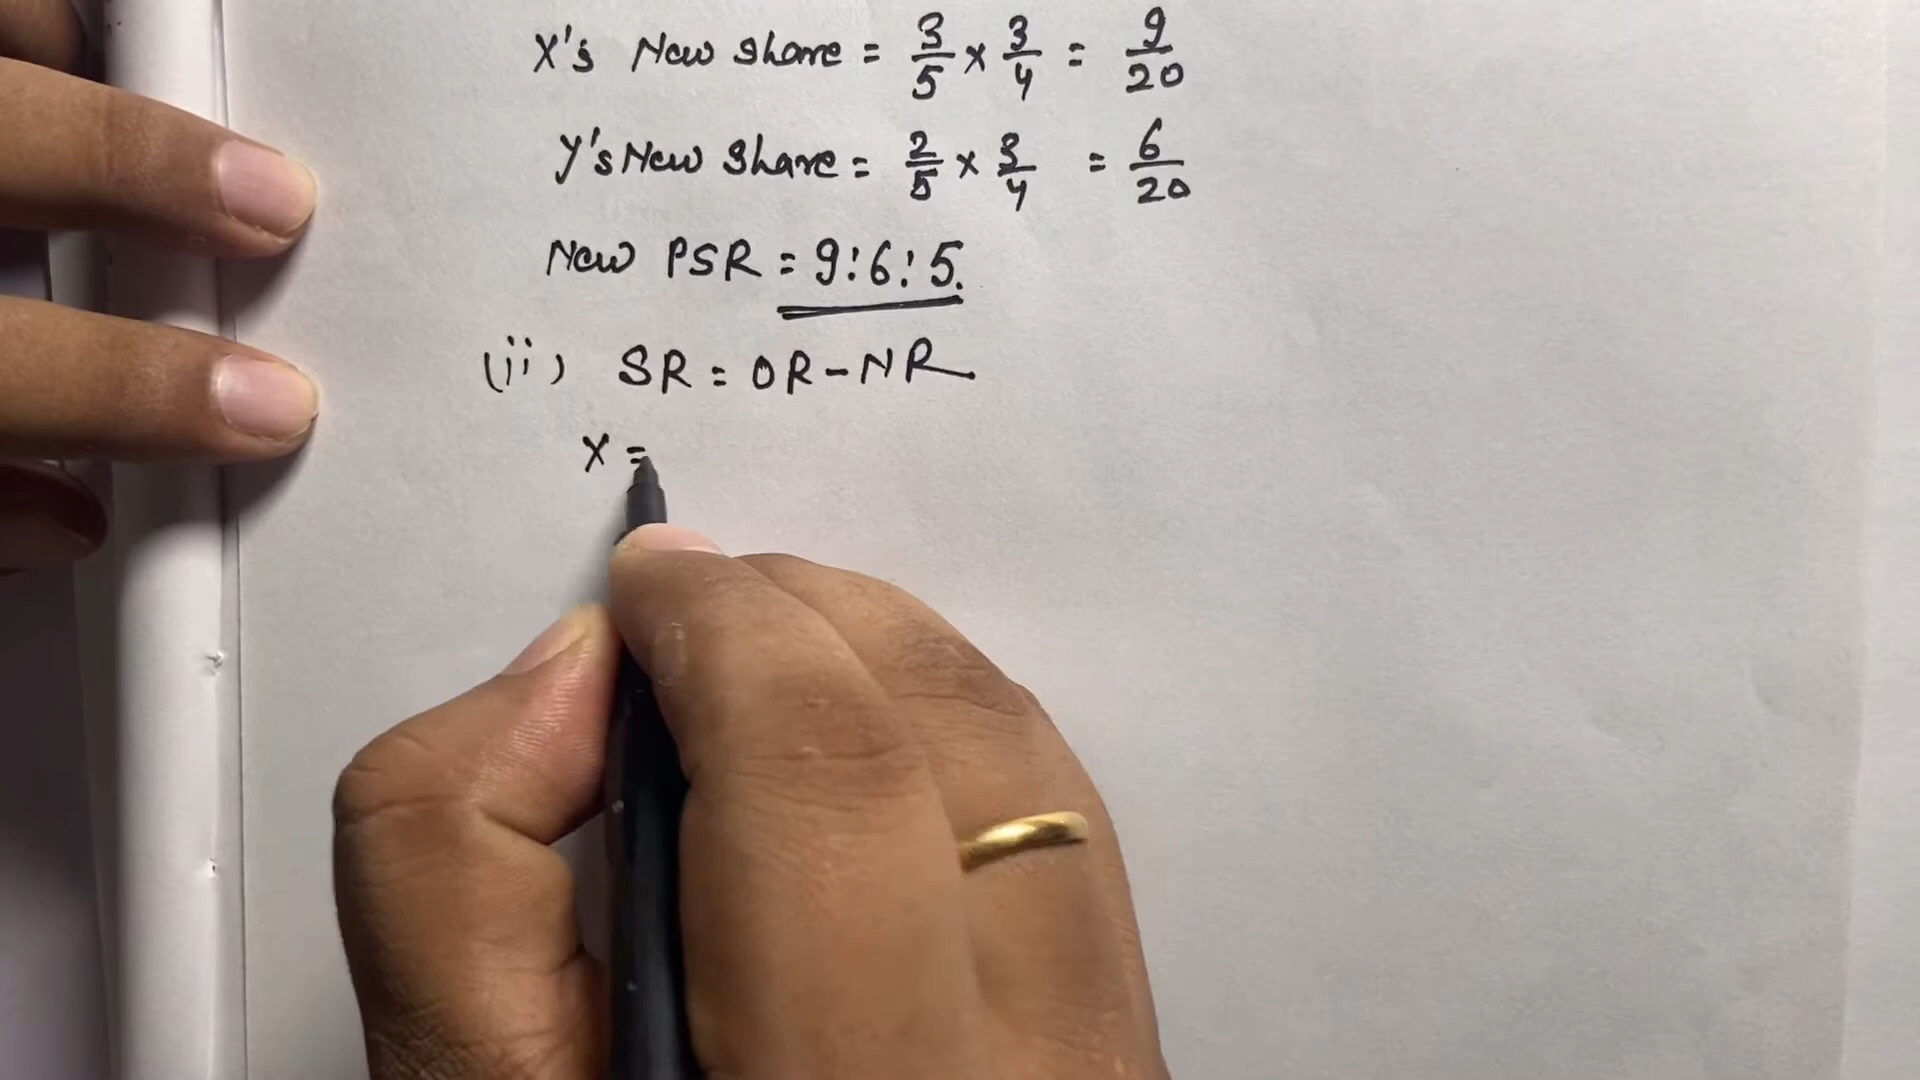 X's New Share = 3/5 × 3/4 = 9/20
Y's New Share = 2/5 × 3/4 = 6/20
New PSR = 9:6:5.
(ii) SR = OR - NR
X =